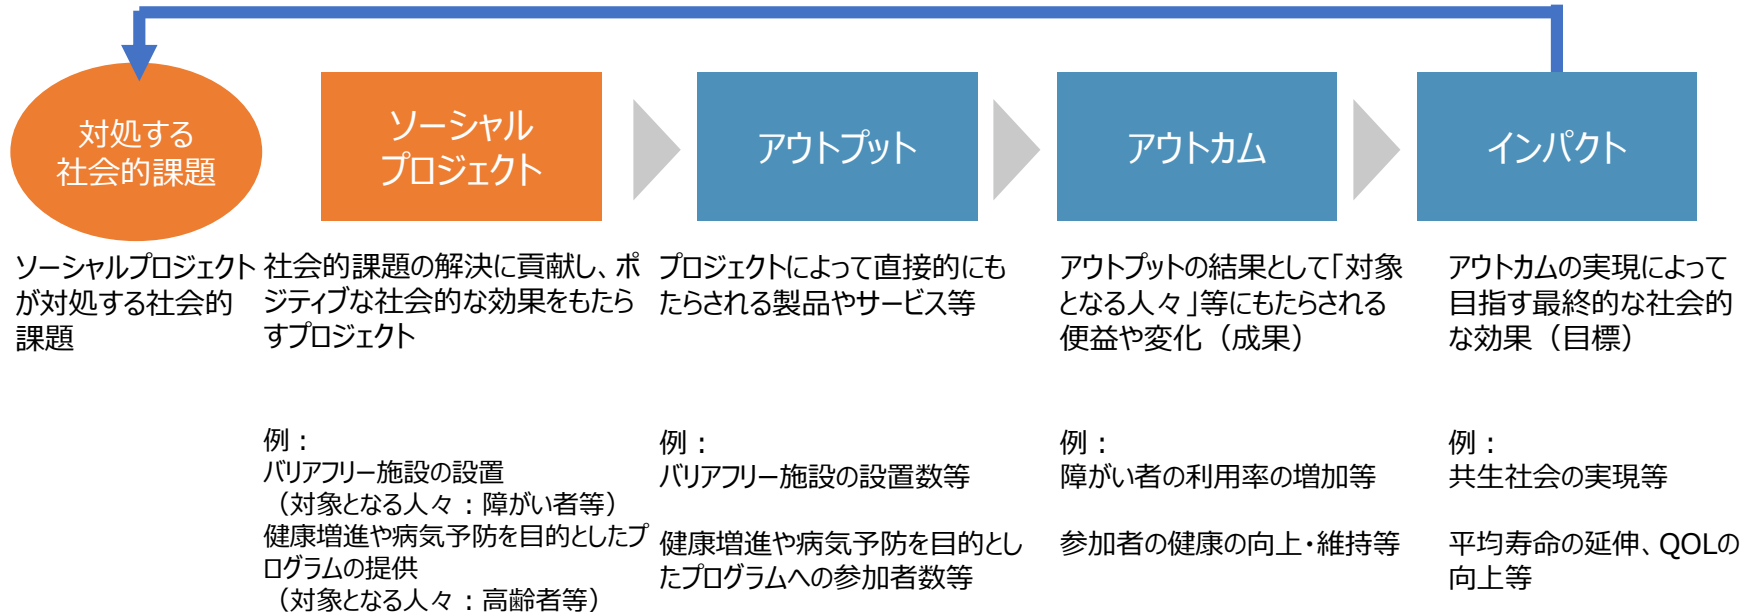 対処する
社会的課題
ソーシャル
プロジェクト
アウトプット
アウトカム
インパクト
ソーシャルプロジェクト
が対処する社会的
課題
社会的課題の解決に貢献し、ポ
ジティブな社会的な効果をもたら
すプロジェクト
プロジェクトによって直接的にも
たらされる製品やサービス等
アウトプットの結果として「対象
となる人々」等にもたらされる
便益や変化（成果）
アウトカムの実現によって
目指す最終的な社会的
な効果（目標）
例：
バリアフリー施設の設置
（対象となる人々：障がい者等）
健康増進や病気予防を目的としたプ
ログラムの提供
（対象となる人々：高齢者等）
例：
バリアフリー施設の設置数等
健康増進や病気予防を目的とし
たプログラムへの参加者数等
例：
障がい者の利用率の増加等
参加者の健康の向上・維持等
例：
共生社会の実現等
平均寿命の延伸、QOLの
向上等